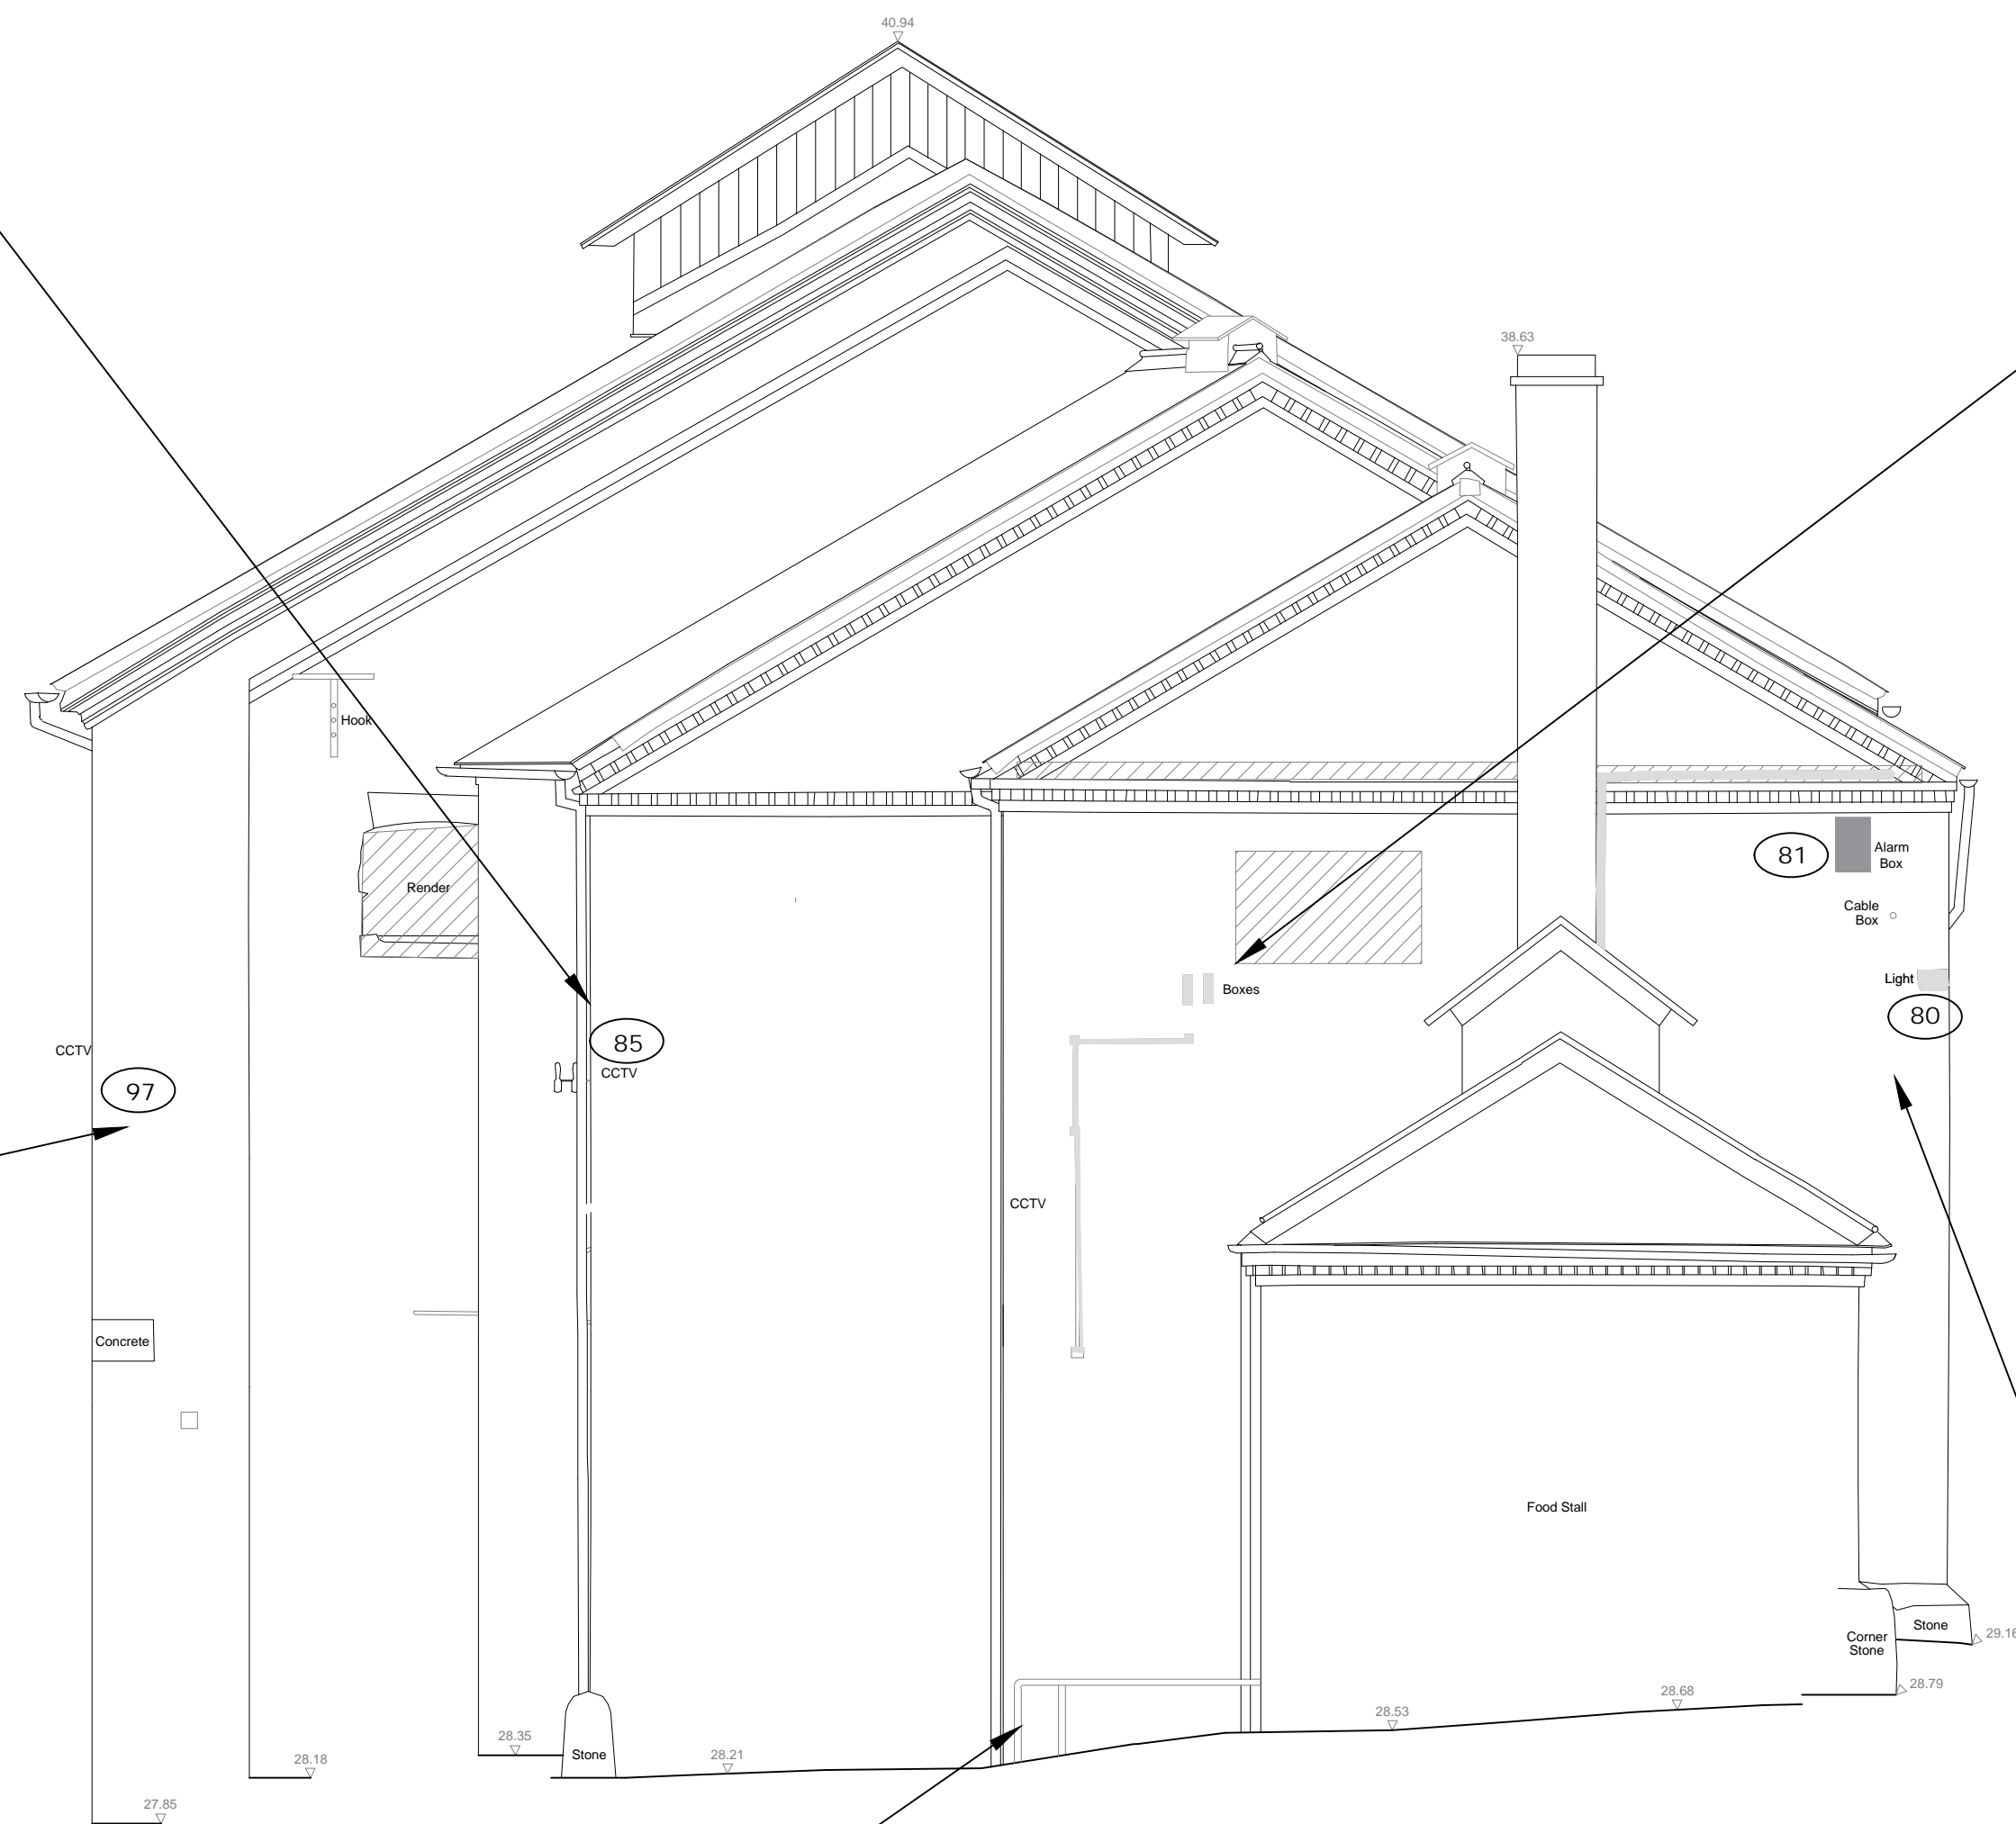 40.94
38.63
Hook
81
Alarm
Box
Render
Cable
Box
Light
Boxes
80
85
CCTV
CCTV
97
CCTV
Concrete
Food Stall
Stone
Corner
Stone
29.16
28.79
28.68
28.53
28.35
Stone
28.21
28.18
27.85